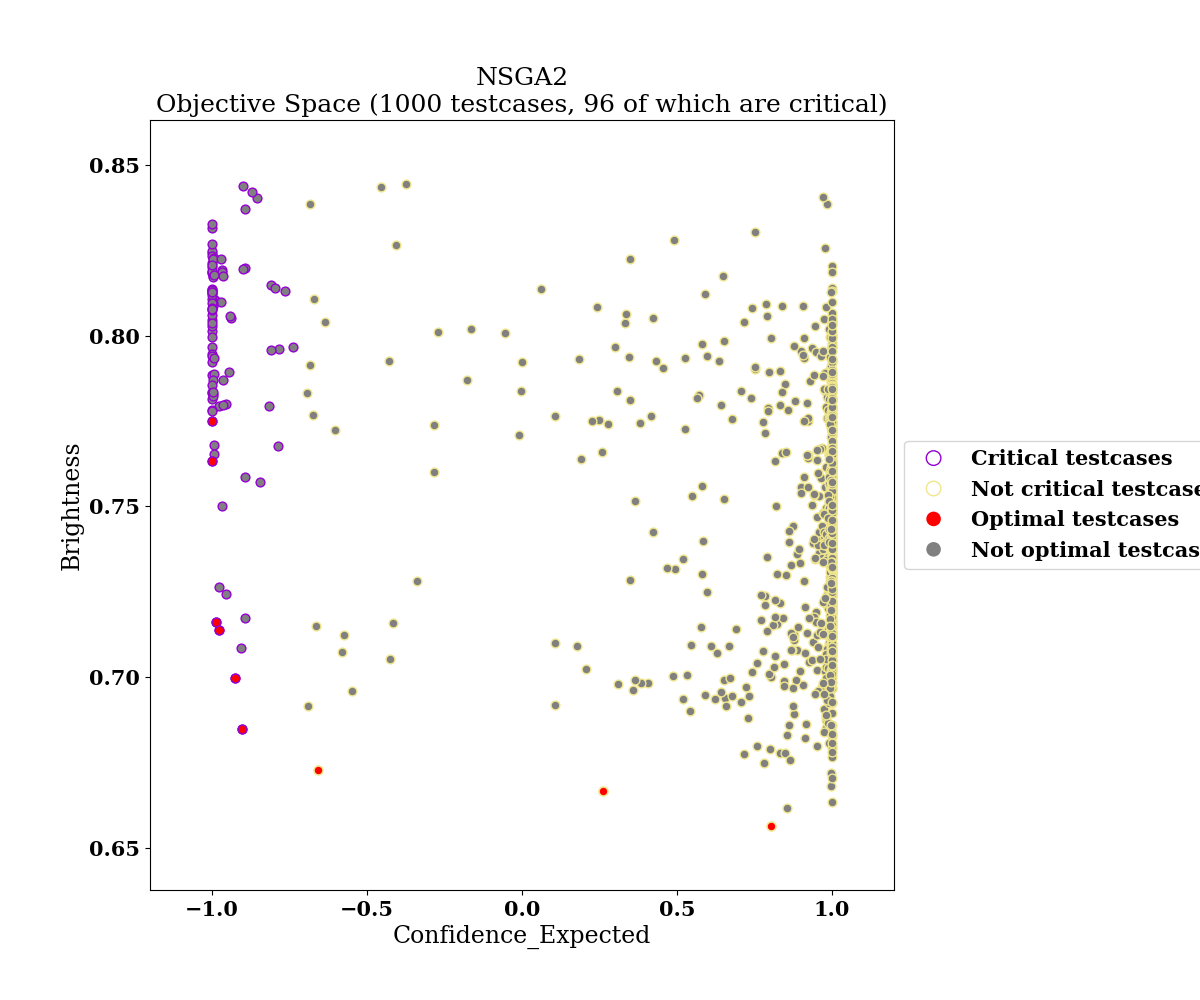 NSGA2
Objective Space (1000 testcases, 96 of which are critical)
0.85
0.80
0.75
0.70
0.65
Brightness
−1.0
−0.5
0.0
0.5
1.0
Confidence_Expected
Critical testcases
Not critical testcase
Optimal testcases
Not optimal testcas